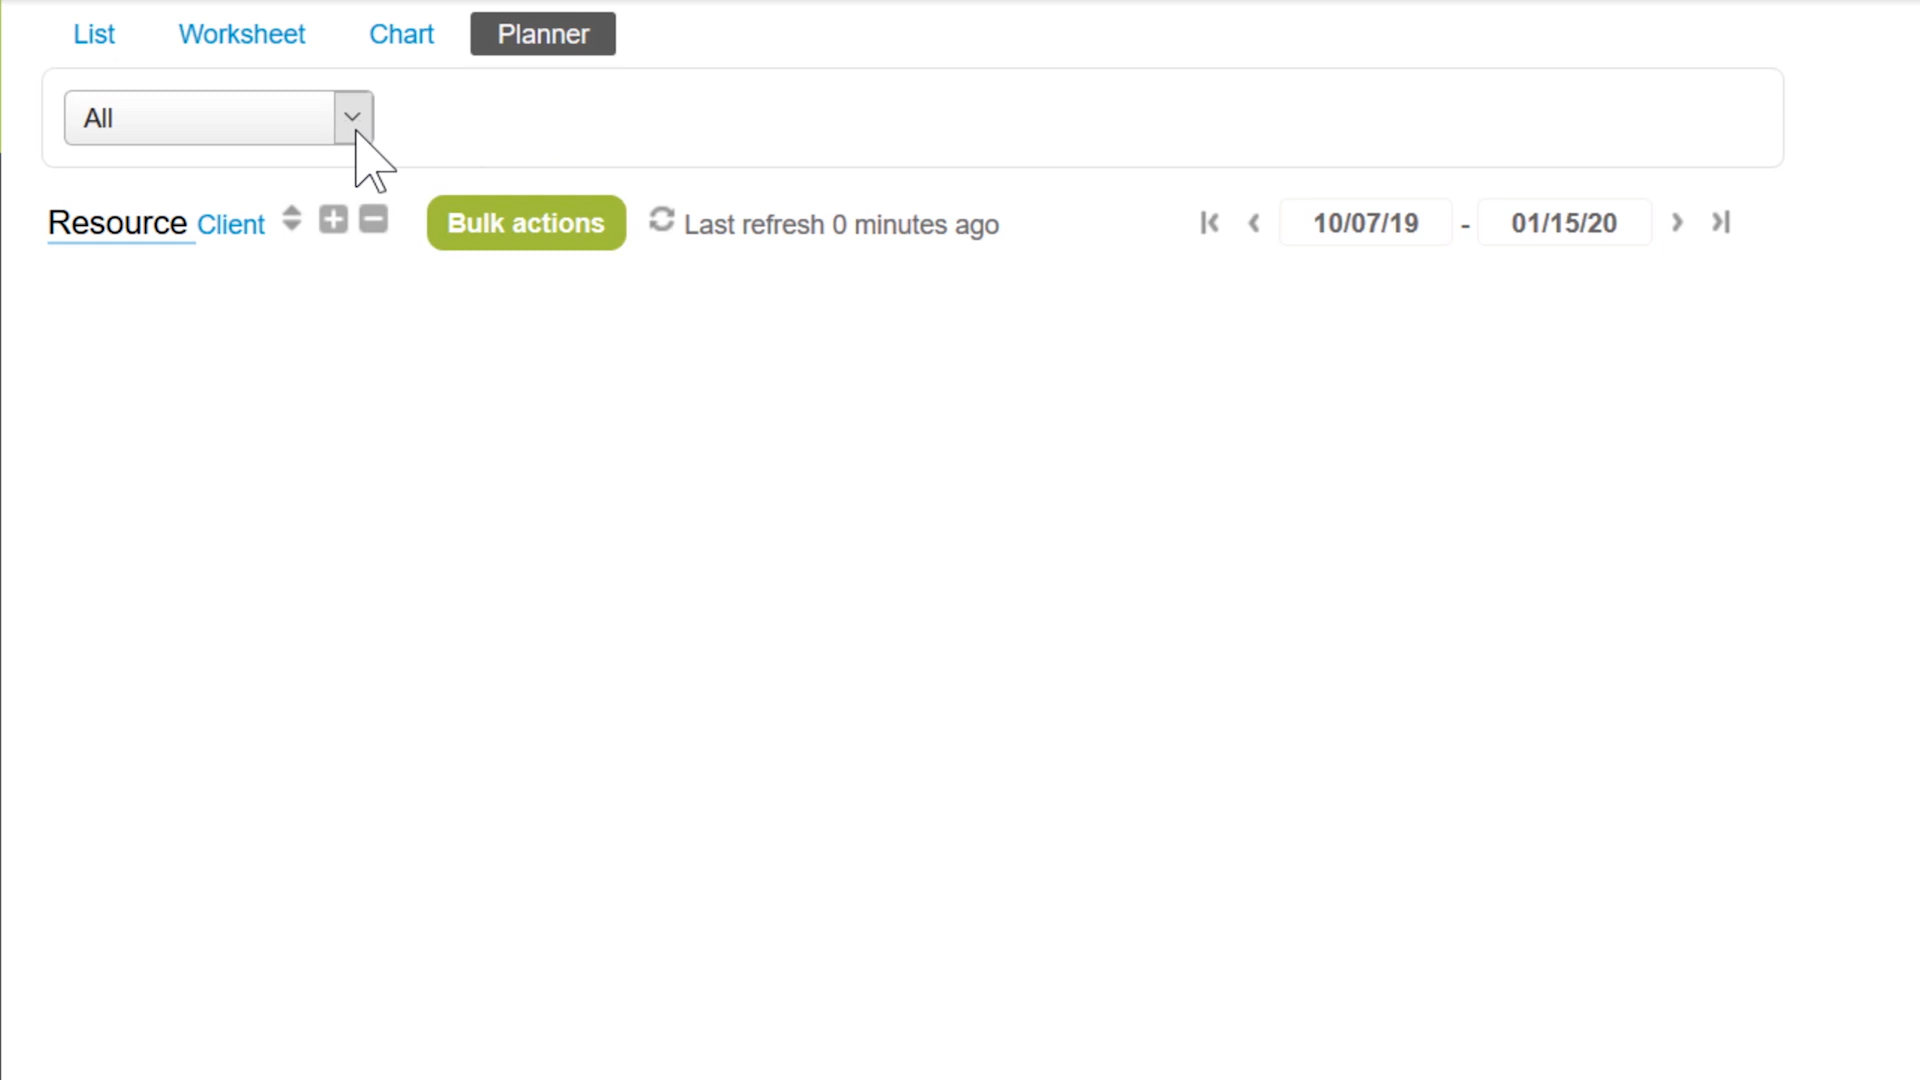 List Worksheet Chart Planner
All
Resource Client Bulk actions Last refresh 0 minutes ago 10/07/19 - 01/15/20